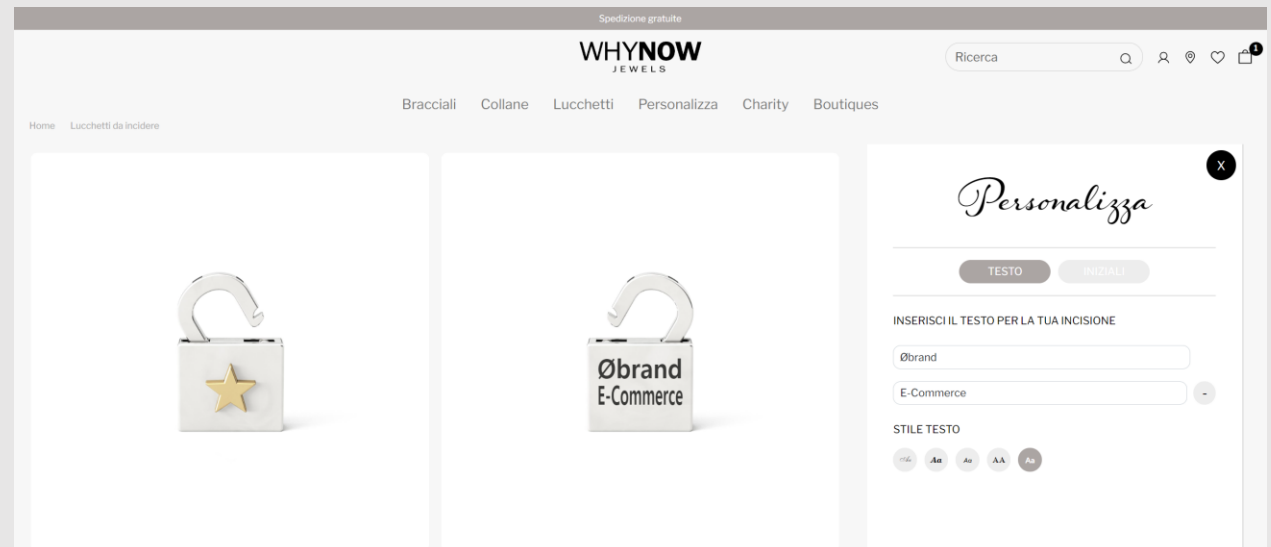 Spedizione gratuite
WHYNOW
JEWELS
Ricerca
1
Bracciali Collane Lucchetti Personalizza Charity Boutiques
Home Lucchetti da incidere
X
Personalizza
TESTO INIZIALI
INSERISCI IL TESTO PER LA TUA INCISIONE
Øbrand
E-Commerce
Øbrand
E-Commerce -
STILE TESTO
Aa Aa AA Aa